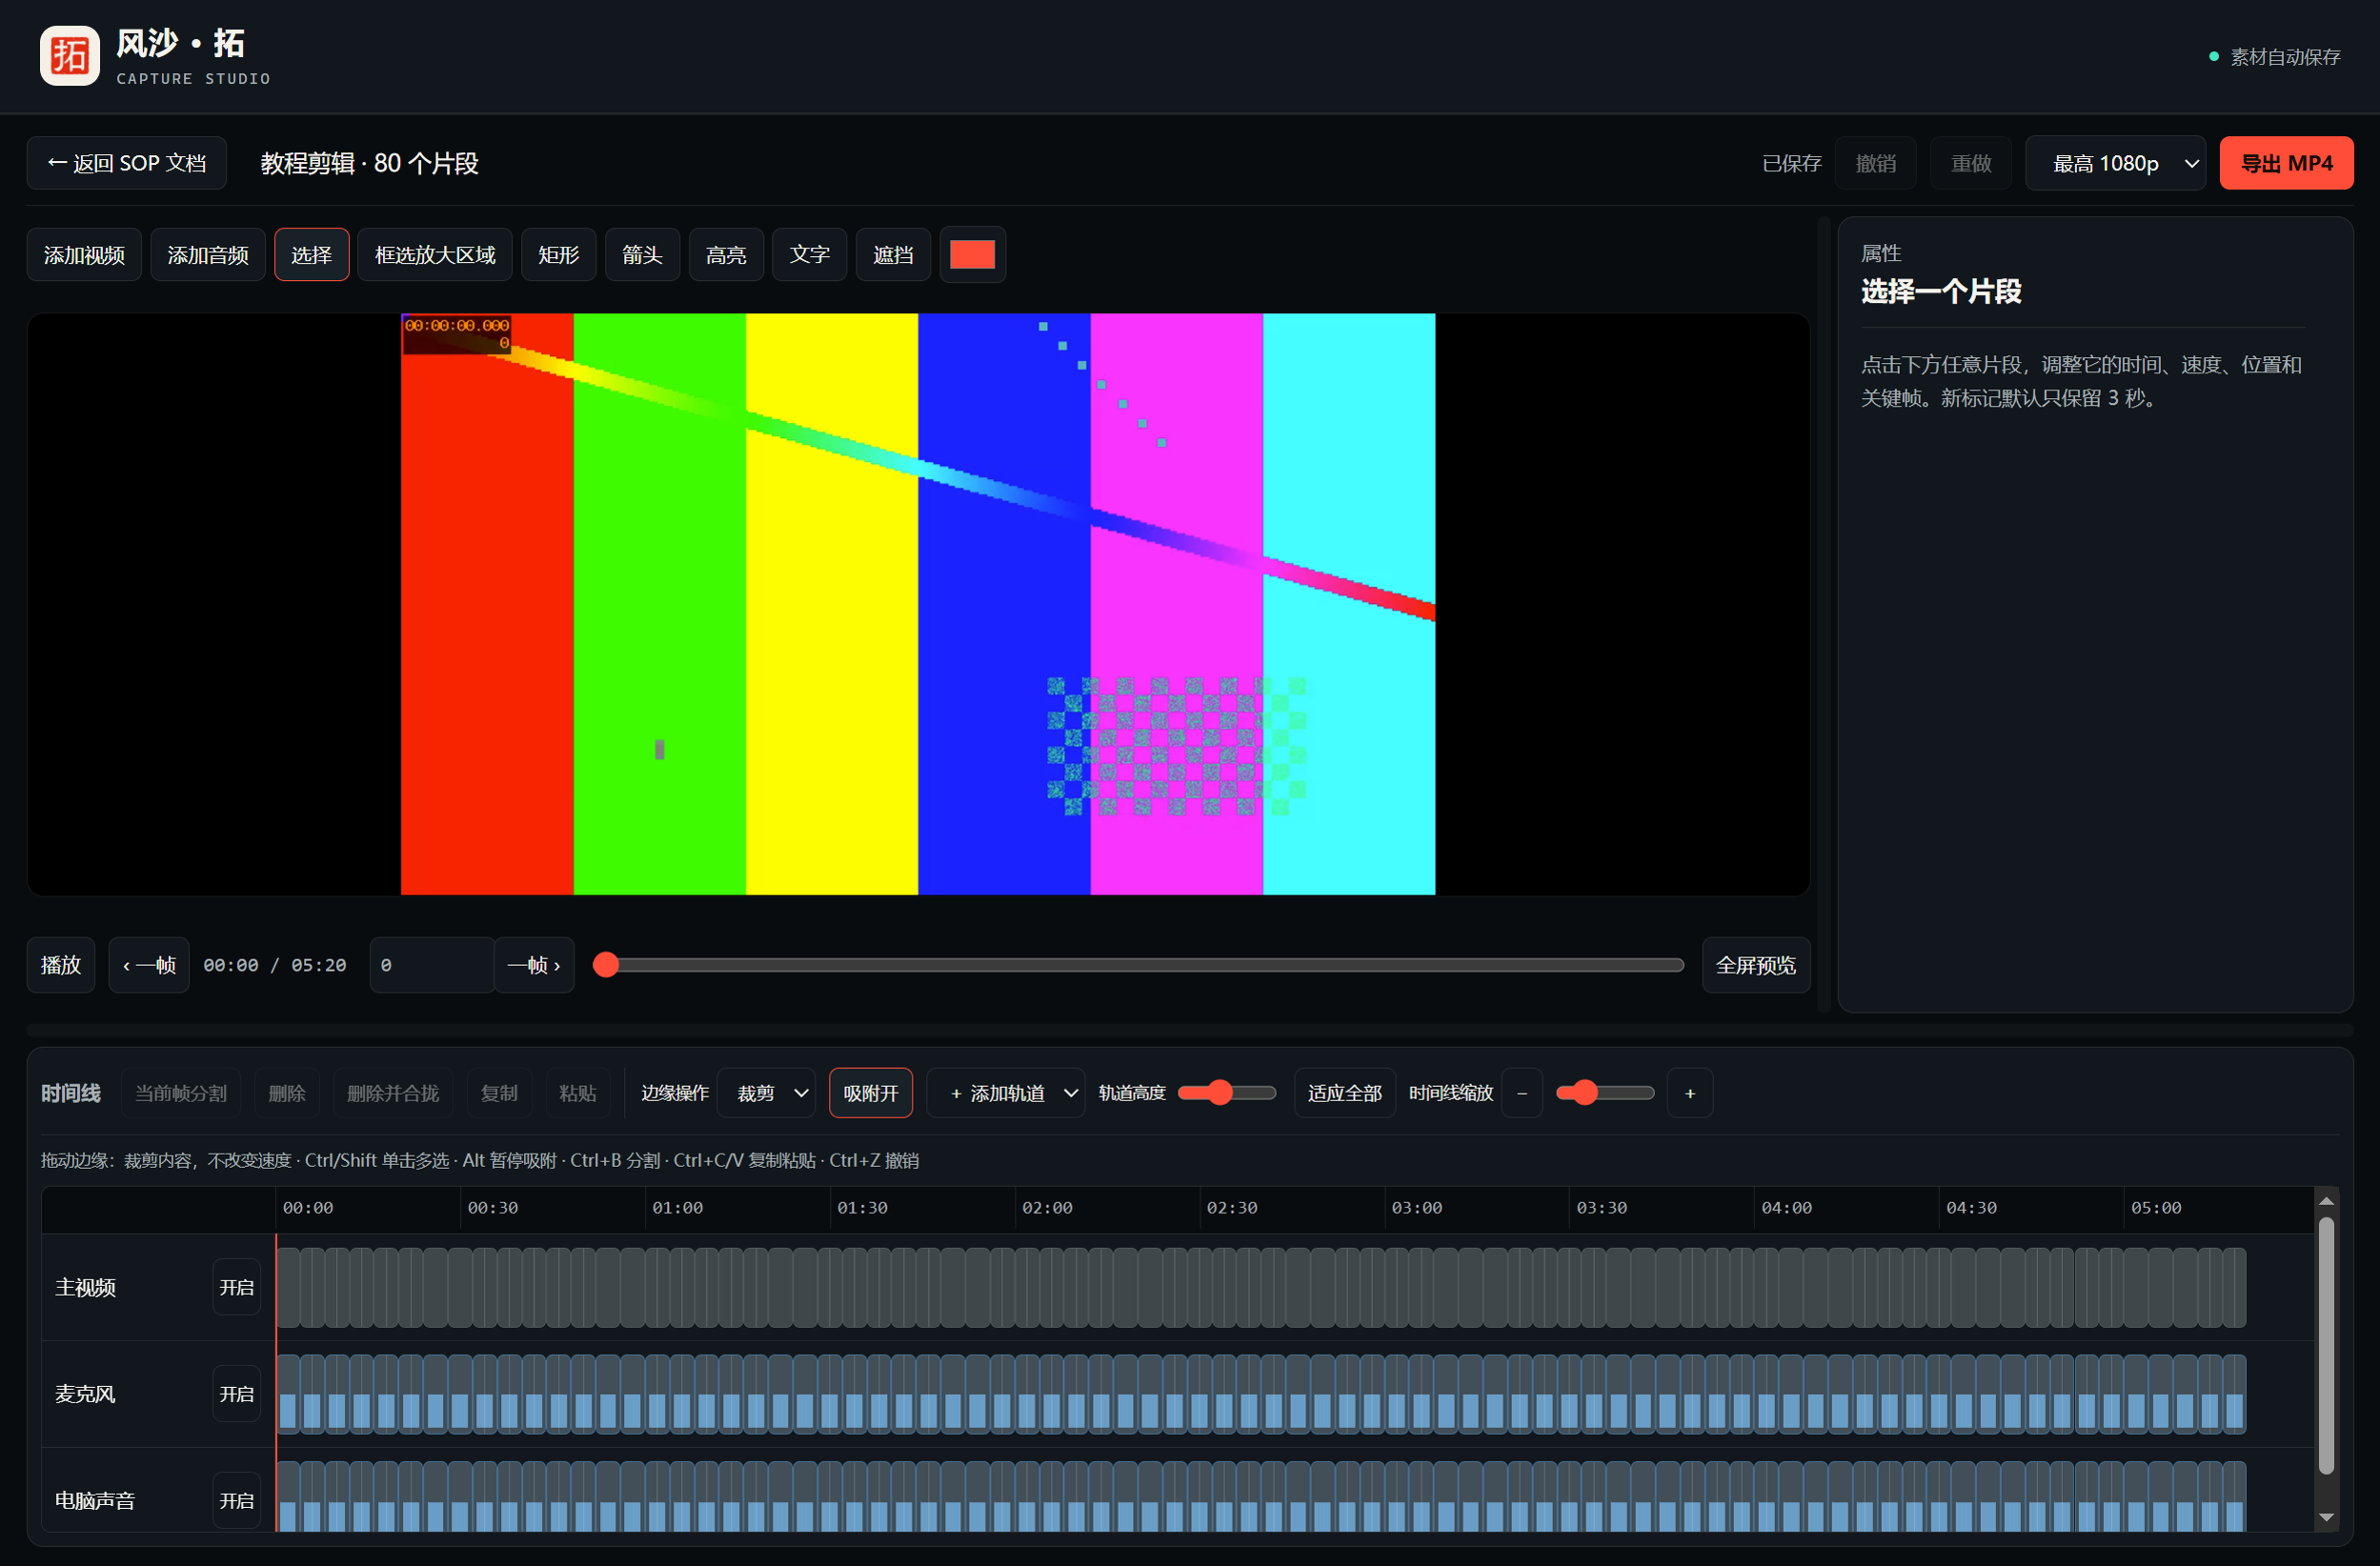 拓
风沙 · 拓
CAPTURE STUDIO
素材自动保存
← 返回 SOP 文档
教程剪辑 · 80 个片段
已保存
撤销
重做
最高 1080p
导出 MP4
添加视频
添加音频
选择
框选放大区域
矩形
箭头
高亮
文字
遮挡
00:00:00.000
0
属性
选择一个片段
点击下方任意片段，调整它的时间、速度、位置和
关键帧。新标记默认只保留 3 秒。
播放
‹ 一帧
00:00 / 05:20
0
一帧 ›
全屏预览
时间线
当前帧分割
删除
删除并合拢
复制
粘贴
边缘操作
裁剪
吸附开
+ 添加轨道
轨道高度
适应全部
时间线缩放
−
+
拖动边缘：裁剪内容，不改变速度 · Ctrl/Shift 单击多选 · Alt 暂停吸附 · Ctrl+B 分割 · Ctrl+C/V 复制粘贴 · Ctrl+Z 撤销
00:00
00:30
01:00
01:30
02:00
02:30
03:00
03:30
04:00
04:30
05:00
主视频
开启
麦克风
开启
电脑声音
开启